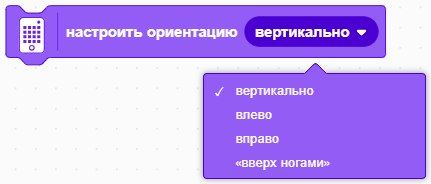 настроить ориентацию вертикально
вертикально
влево
вправо
«вверх ногами»